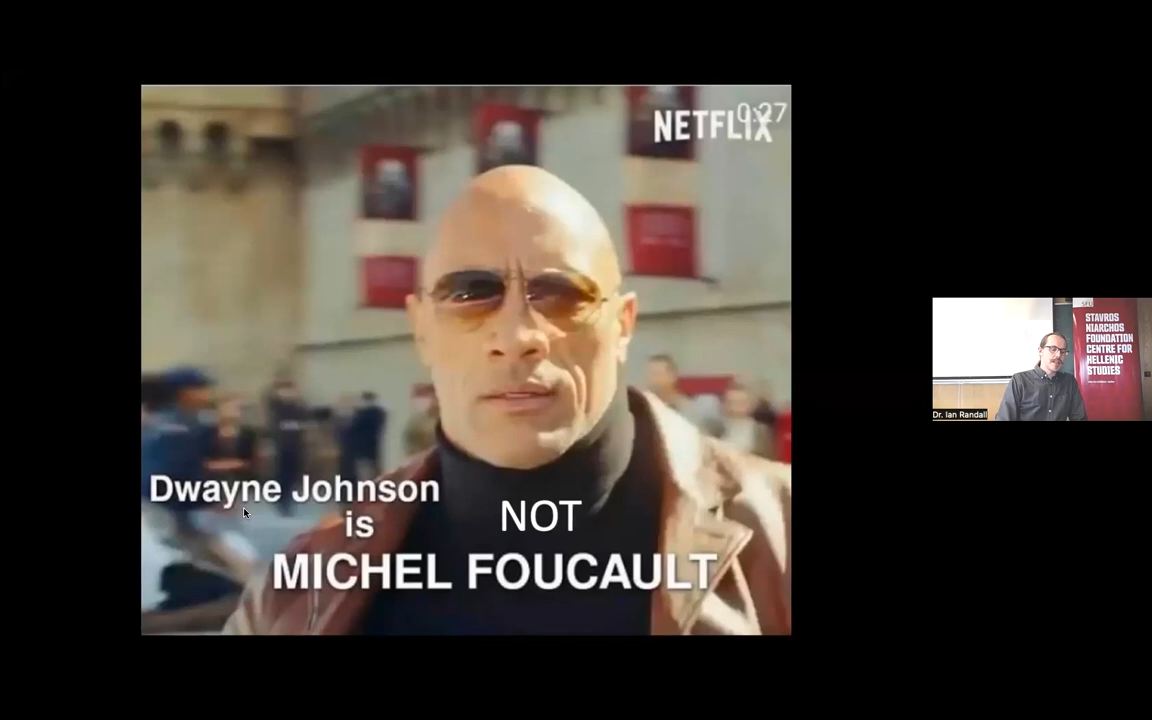 NETFLIX
0:27
Dwayne Johnson
is
NOT
MICHEL FOUCAULT
SFU
STAVROS
NIARCHOS
FOUNDATION
CENTRE FOR
HELLENIC
STUDIES
Dr. Ian Randall